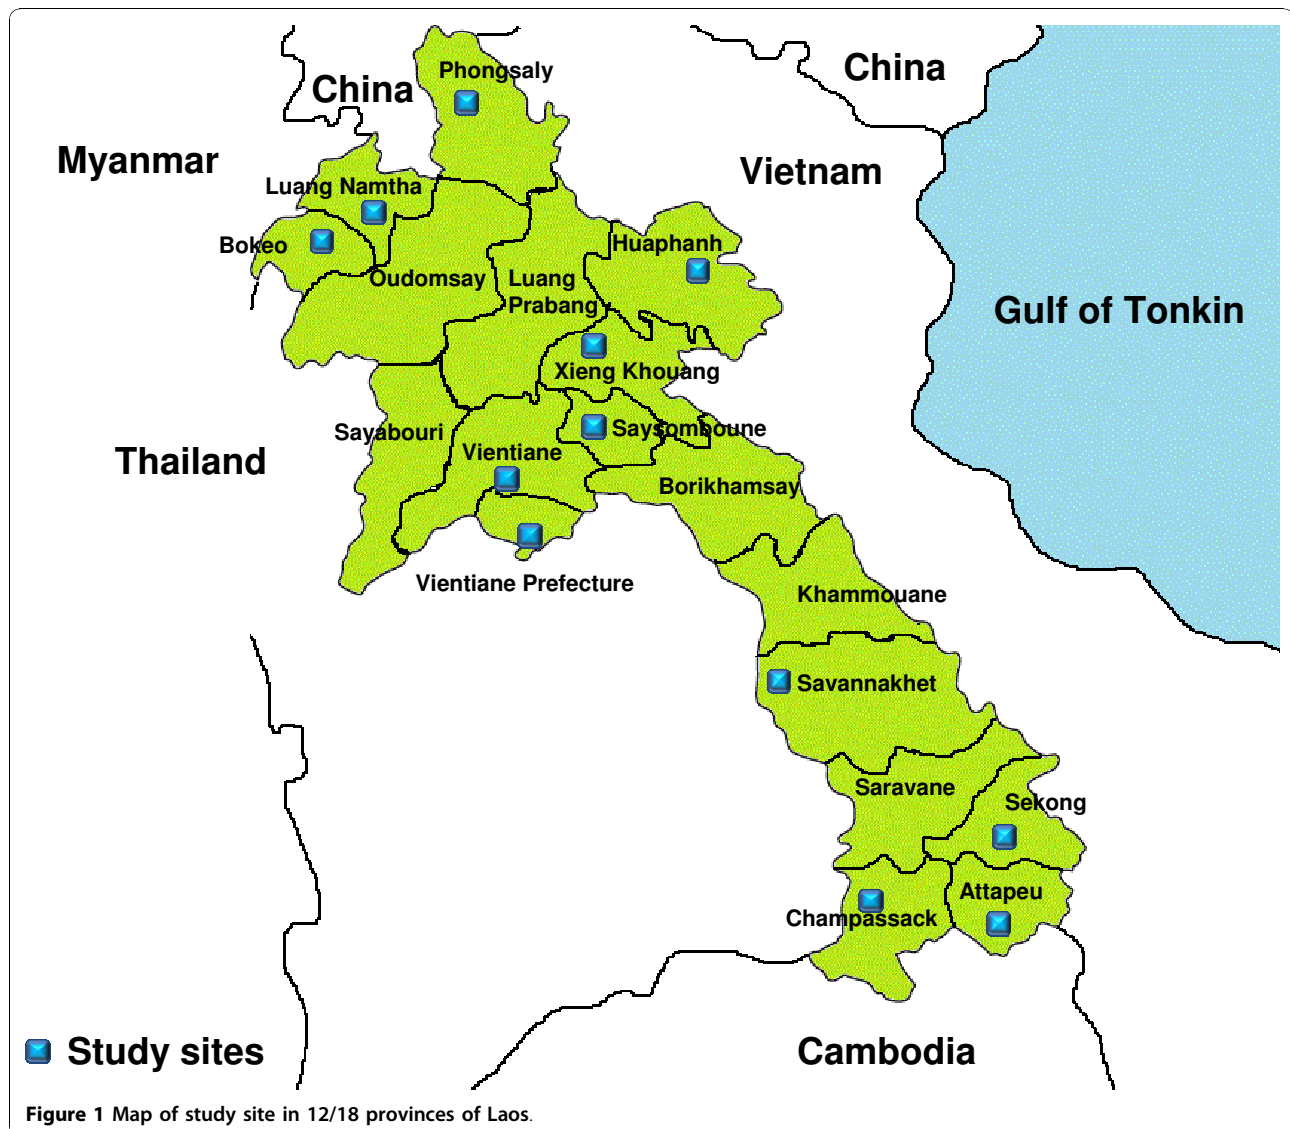 China
Phongsaly
China
Myanmar
Vietnam
Luang Namtha
Bokeo
Huaphanh
Oudomsay
Luang
Prabang
Gulf of Tonkin
Xieng Khouang
Sayabouri
Saysomboune
Thailand
Vientiane
Borikhamsay
Vientiane Prefecture
Khammouane
Savannakhet
Saravane
Sekong
Attapeu
Champassack
Study sites
Cambodia
Figure 1 Map of study site in 12/18 provinces of Laos.